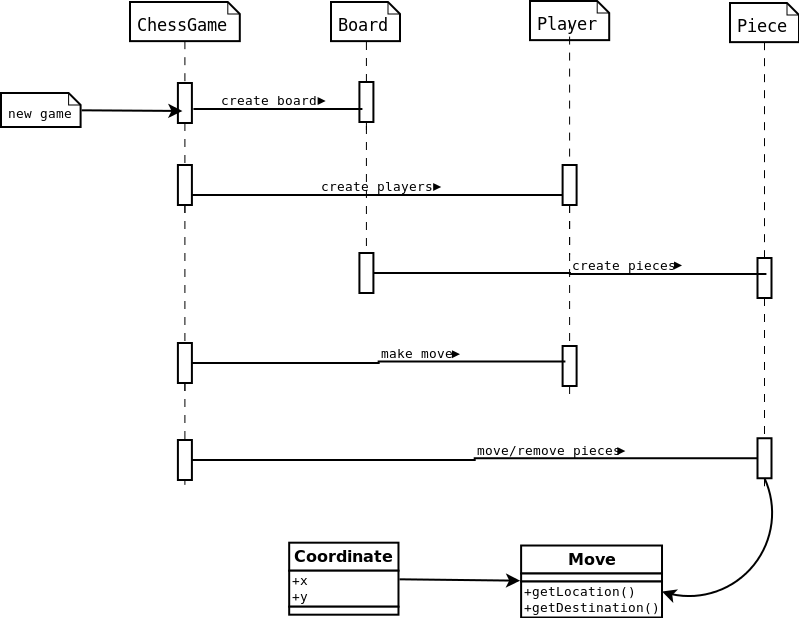 ChessGame
Board
Player
Piece
new game
create board
create players
create pieces
make move
move/remove pieces
Coordinate
+x
+y
Move
+getLocation()
+getDestination()